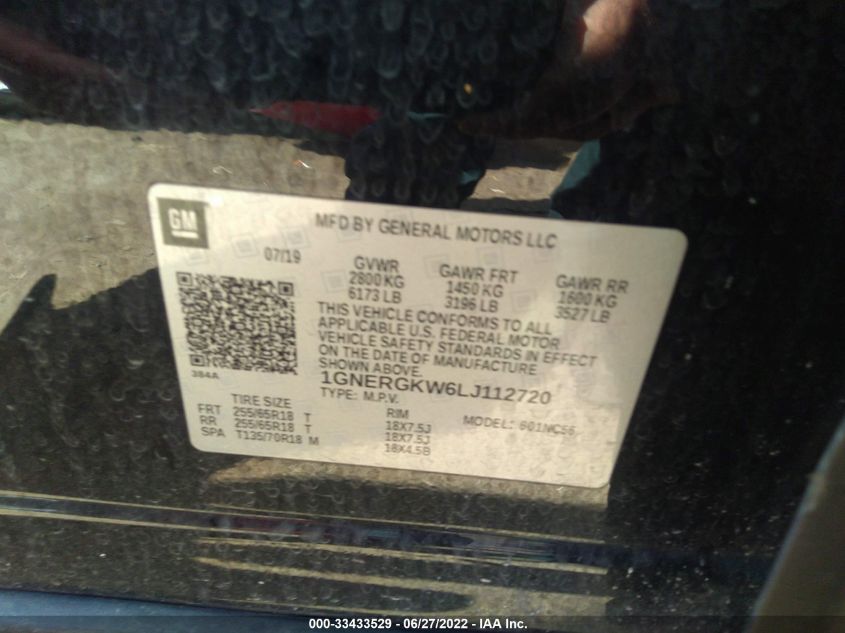 GM
MFD BY GENERAL MOTORS LLC
07/19
GVWR GAWR FRT GAWR RR
2800 KG 1450 KG 1600 KG
6173 LB 3196 LB 3527 LB
THIS VEHICLE CONFORMS TO ALL
APPLICABLE U.S. FEDERAL MOTOR
VEHICLE SAFETY STANDARDS IN EFFECT
ON THE DATE OF MANUFACTURE
SHOWN ABOVE.
384A
1GNERGKW6LJ112720
TYPE: M.P.V. MODEL: 601NC56
TIRE SIZE RIM
FRT 255/65R18 T 18X7.5J
RR 255/65R18 T 18X7.5J
SPA T135/70R18 M 18X4.5B
000-33433529 - 06/27/2022 - IAA Inc.